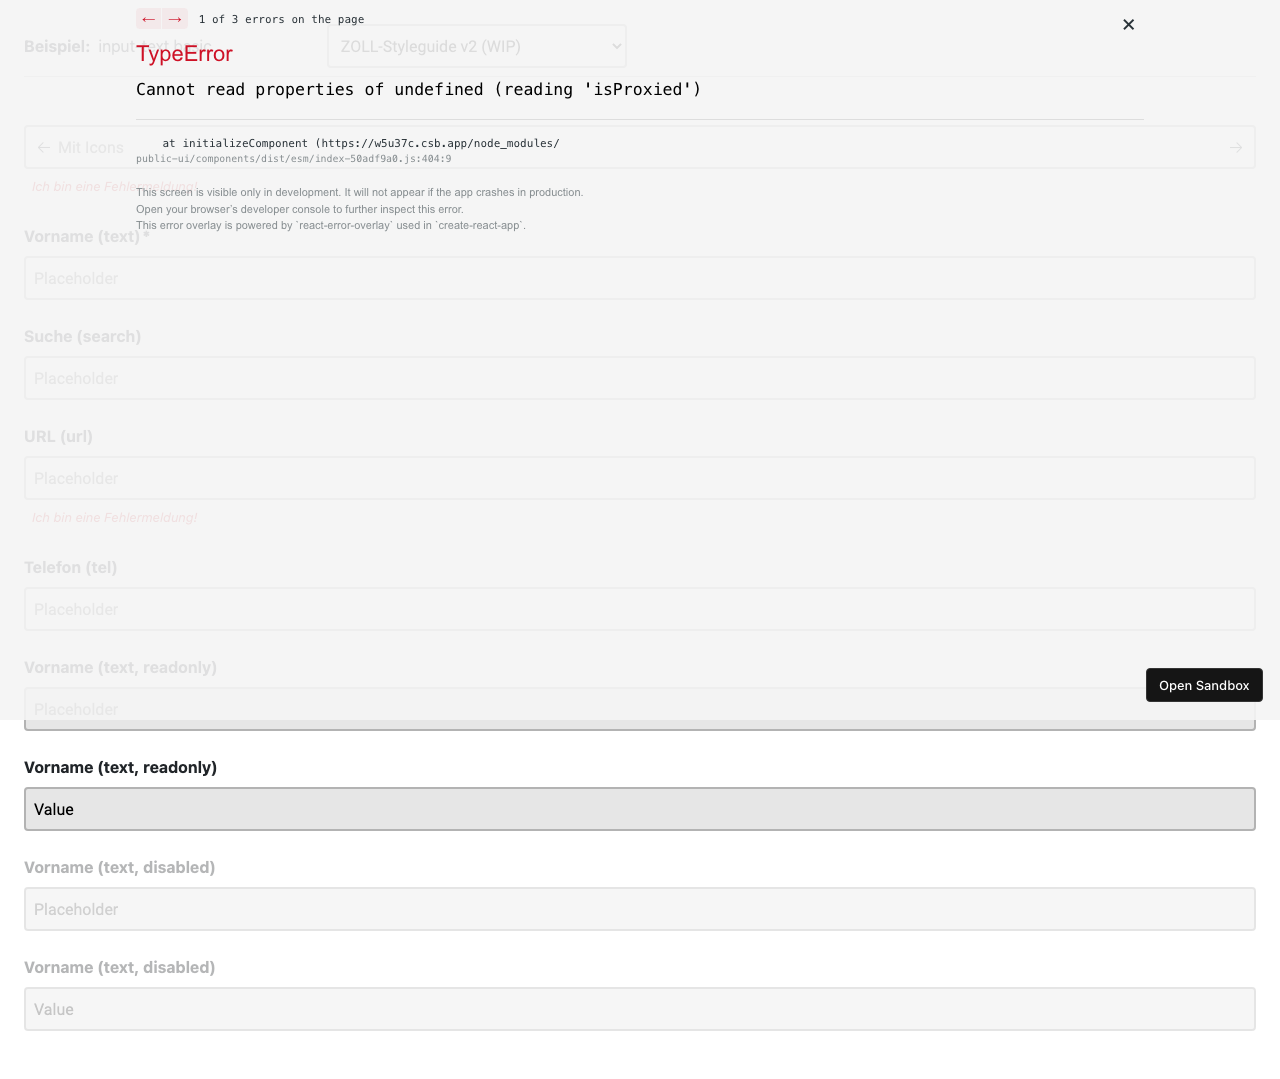 ← → 1 of 3 errors on the page
×
Beispiel: input-text basic
ZOLL-Styleguide v2 (WIP)
TypeError
Cannot read properties of undefined (reading 'isProxied')
at initializeComponent (https://w5u37c.csb.app/node_modules/
← Mit Icons →
public-ui/components/dist/esm/index-50adf9a0.js:404:9
Ich bin eine Fehlermeldung!
This screen is visible only in development. It will not appear if the app crashes in production.
Open your browser’s developer console to further inspect this error.
This error overlay is powered by `react-error-overlay` used in `create-react-app`.
Vorname (text) *
Placeholder
Suche (search)
Placeholder
URL (url)
Placeholder
Ich bin eine Fehlermeldung!
Telefon (tel)
Placeholder
Vorname (text, readonly)
Open Sandbox
Placeholder
Vorname (text, readonly)
Value
Vorname (text, disabled)
Placeholder
Vorname (text, disabled)
Value